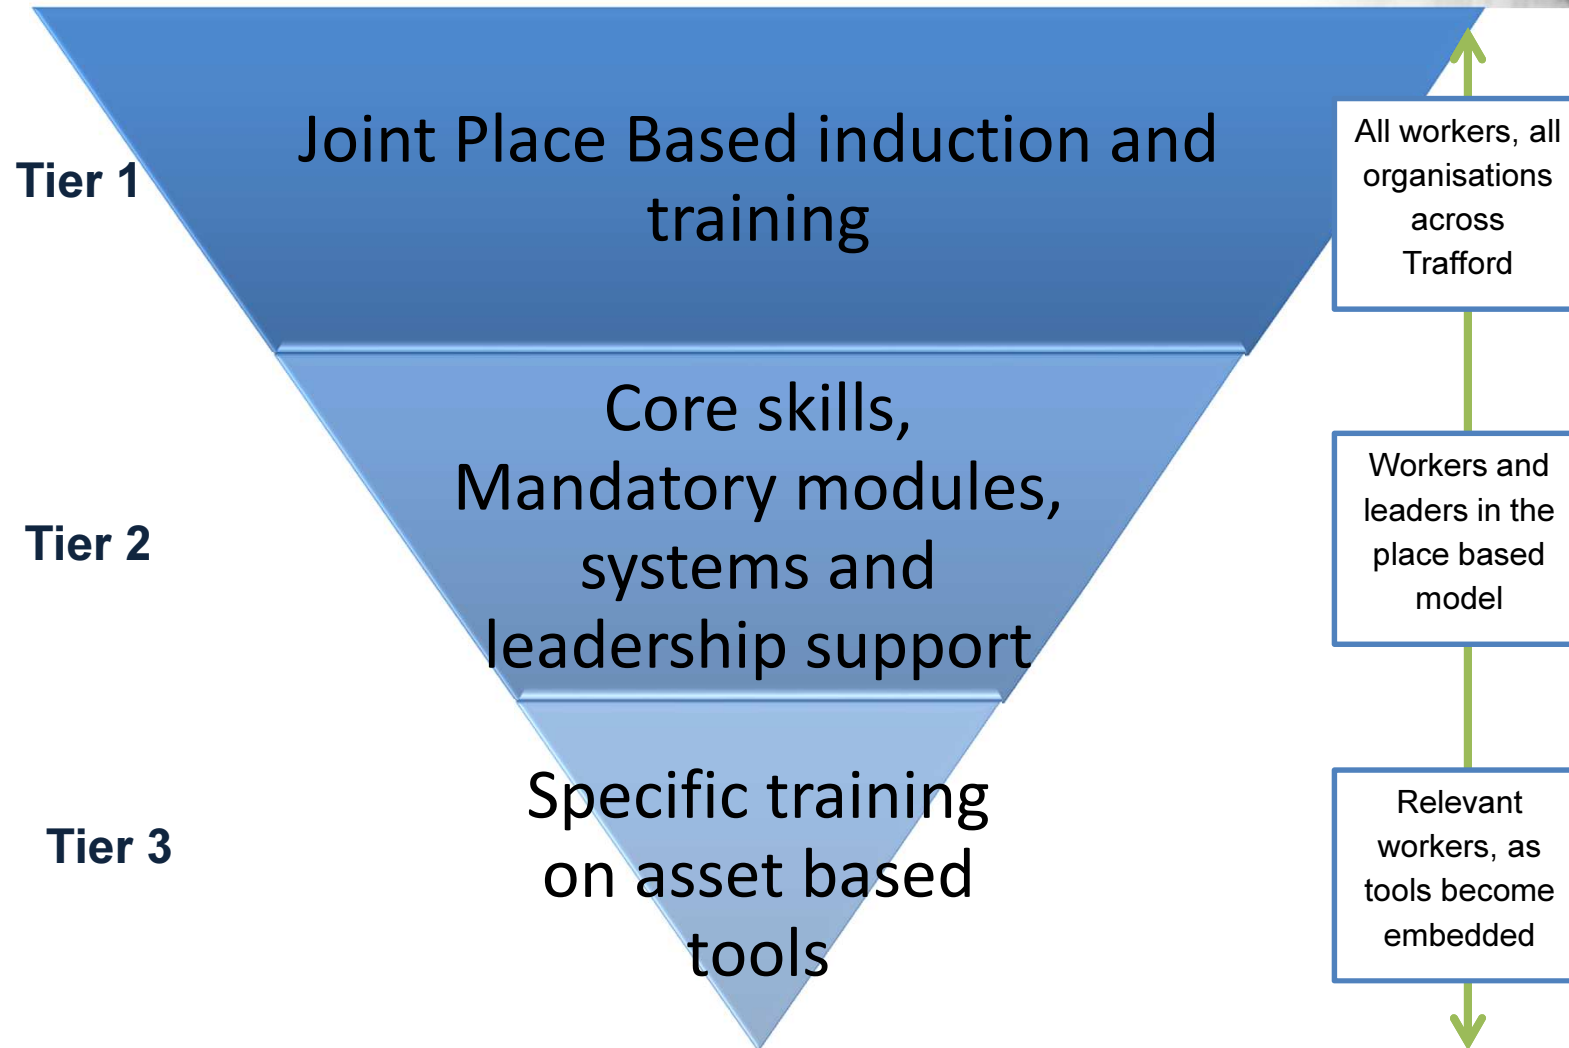 Tier 1
Joint Place Based induction and
training
All workers, all
organisations
across
Trafford
Tier 2
Core skills,
Mandatory modules,
systems and
leadership support
Workers and
leaders in the
place based
model
Tier 3
Specific training
on asset based
tools
Relevant
workers, as
tools become
embedded